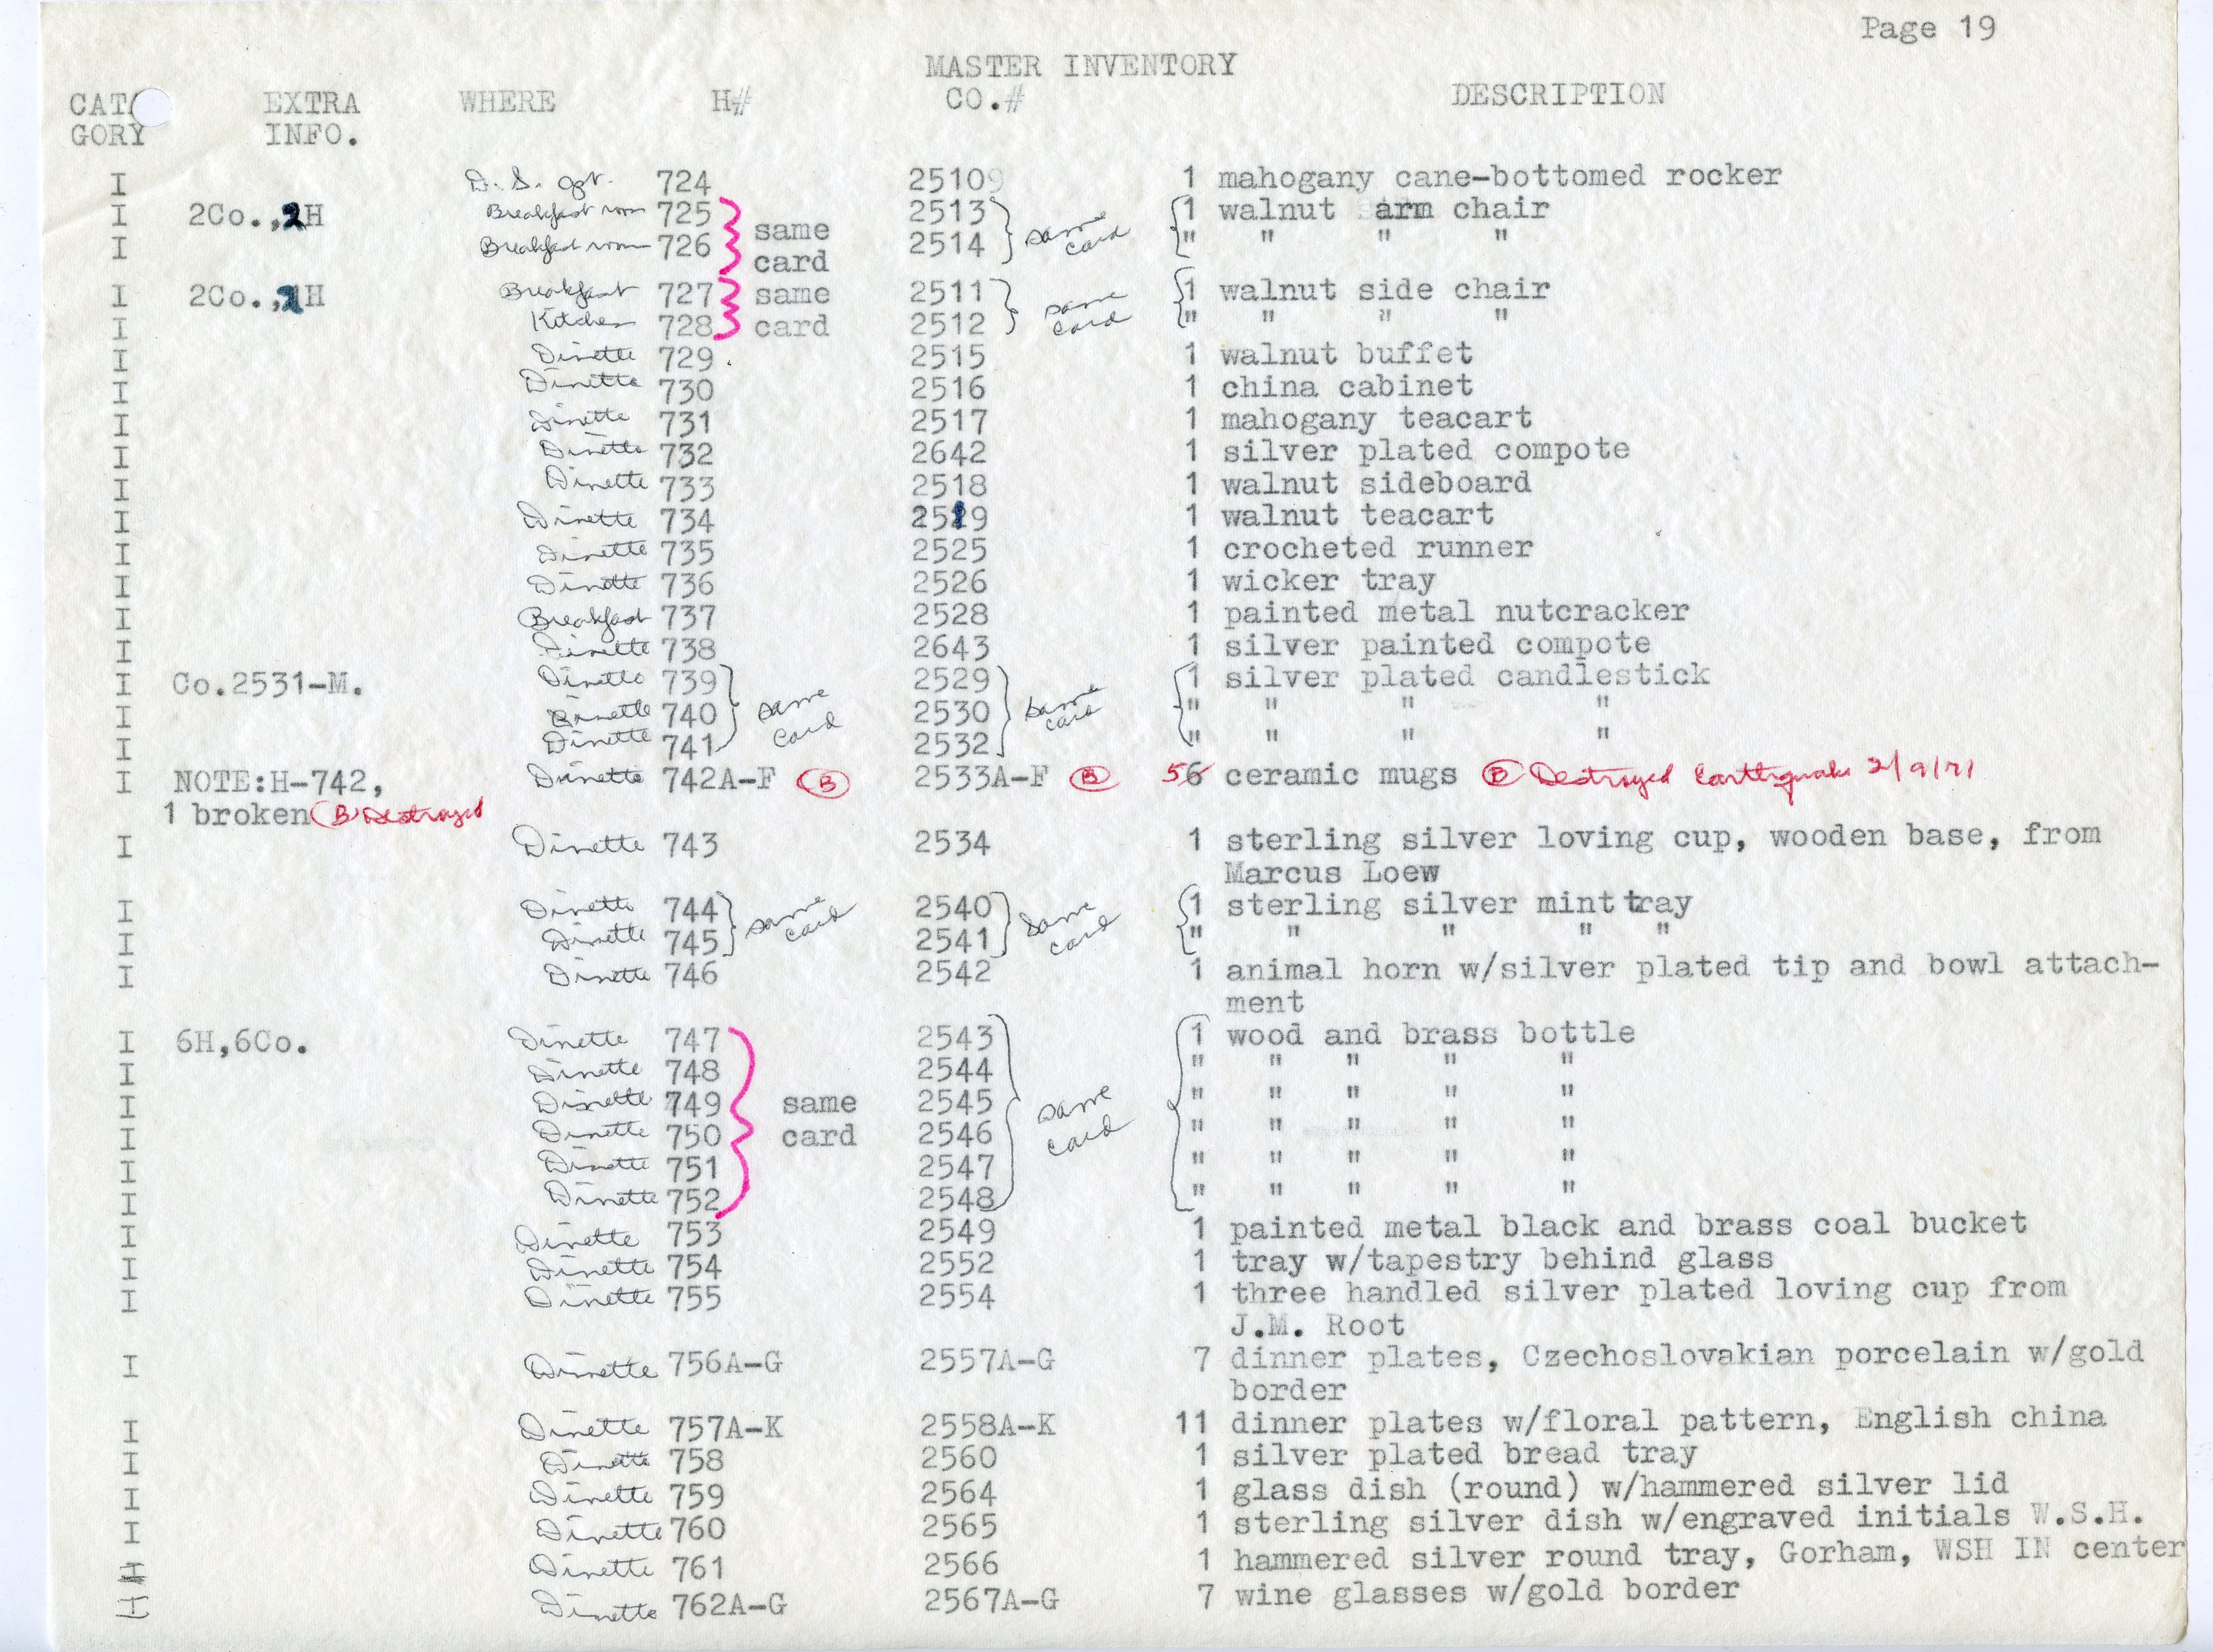 Page 19
MASTER INVENTORY
CATA EXTRA WHERE H# CO.# DESCRIPTION
GORY INFO.
I D. S. apt. 724 25109 1 mahogany cane-bottomed rocker
I 2Co.,2H Breakfast room 725 } same 2513 } same { 1 walnut arm chair
I Breakfast room 726 } card 2514 } card { " " " "
I 2Co.,2H Breakfast 727 } same 2511 } same { 1 walnut side chair
I Kitchen 728 } card 2512 } card { " " " "
I Dinette 729 2515 1 walnut buffet
I Dinette 730 2516 1 china cabinet
I Dinette 731 2517 1 mahogany teacart
I Dinette 732 2642 1 silver plated compote
I Dinette 733 2518 1 walnut sideboard
I Dinette 734 2519 1 walnut teacart
I Dinette 735 2525 1 crocheted runner
I Dinette 736 2526 1 wicker tray
I Breakfast 737 2528 1 painted metal nutcracker
I Dinette 738 2643 1 silver painted compote
I Co.2531-M. Dinette 739 } 2529 } { 1 silver plated candlestick
I Dinette 740 } same card 2530 } same card { " " " "
I Dinette 741 } 2532 } { " " " "
I NOTE:H-742, Dinette 742A-F (B) 2533A-F (B) 56 ceramic mugs (B) Destroyed Earthquake 2/9/71
1 broken (B) Destroyed
I Dinette 743 2534 1 sterling silver loving cup, wooden base, from
Marcus Loew
I Dinette 744 } same 2540 } same { 1 sterling silver mint tray
I Dinette 745 } card 2541 } card { " " " " "
I Dinette 746 2542 1 animal horn w/silver plated tip and bowl attach-
ment
I 6H,6Co. Dinette 747 } 2543 } { 1 wood and brass bottle
I Dinette 748 } 2544 } { " " " " "
I Dinette 749 } same 2545 } same { " " " " "
I Dinette 750 } card 2546 } card { " " " " "
I Dinette 751 } 2547 } { " " " " "
I Dinette 752 } 2548 } { " " " " "
I Dinette 753 2549 1 painted metal black and brass coal bucket
I Dinette 754 2552 1 tray w/tapestry behind glass
I Dinette 755 2554 1 three handled silver plated loving cup from
J.M. Root
I Dinette 756A-G 2557A-G 7 dinner plates, Czechoslovakian porcelain w/gold
border
I Dinette 757A-K 2558A-K 11 dinner plates w/floral pattern, English china
I Dinette 758 2560 1 silver plated bread tray
I Dinette 759 2564 1 glass dish (round) w/hammered silver lid
I Dinette 760 2565 1 sterling silver dish w/engraved initials W.S.H.
I Dinette 761 2566 1 hammered silver round tray, Gorham, WSH IN center
I Dinette 762A-G 2567A-G 7 wine glasses w/gold border